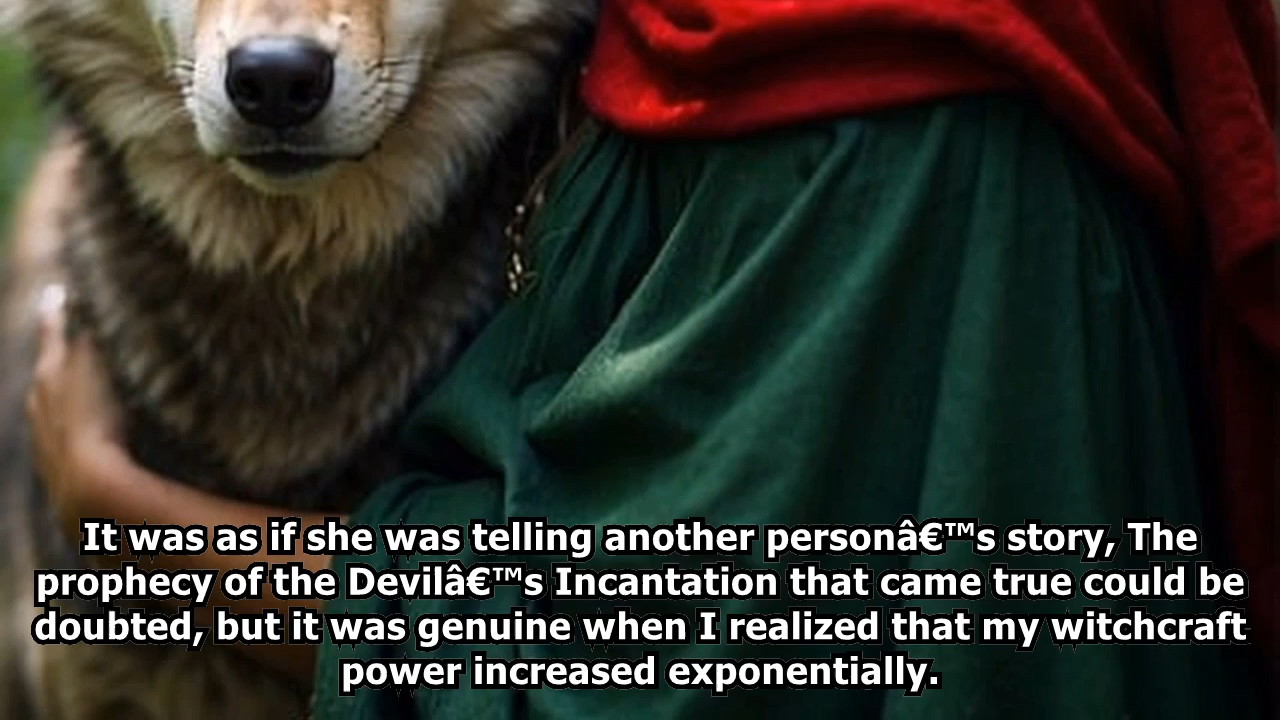 It was as if she was telling another personâ€™s story, The
prophecy of the Devilâ€™s Incantation that came true could be
doubted, but it was genuine when I realized that my witchcraft
power increased exponentially.